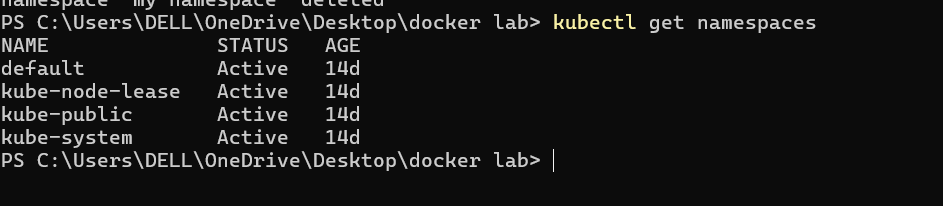 namespace "my namespace" deleted
PS C:\Users\DELL\OneDrive\Desktop\docker lab> kubectl get namespaces
NAME              STATUS   AGE
default           Active   14d
kube-node-lease   Active   14d
kube-public       Active   14d
kube-system       Active   14d
PS C:\Users\DELL\OneDrive\Desktop\docker lab>